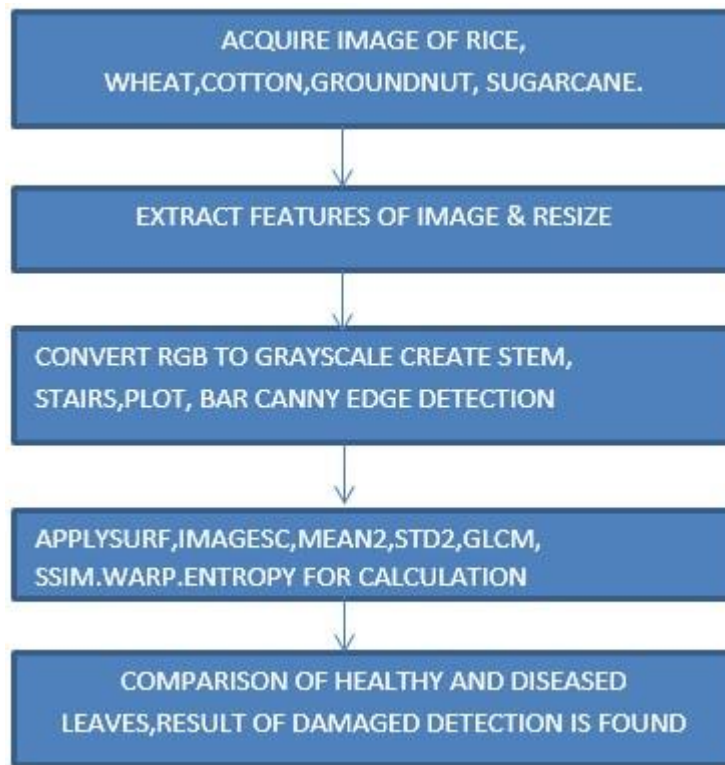 ACQUIRE IMAGE OF RICE,
WHEAT,COTTON,GROUNDNUT, SUGARCANE.
EXTRACT FEATURES OF IMAGE & RESIZE
CONVERT RGB TO GRAYSCALE CREATE STEM,
STAIRS,PLOT, BAR CANNY EDGE DETECTION
APPLYSURF,IMAGESC,MEAN2,STD2,GLCM,
SSIM.WARP.ENTROPY FOR CALCULATION
COMPARISON OF HEALTHY AND DISEASED
LEAVES,RESULT OF DAMAGED DETECTION IS FOUND